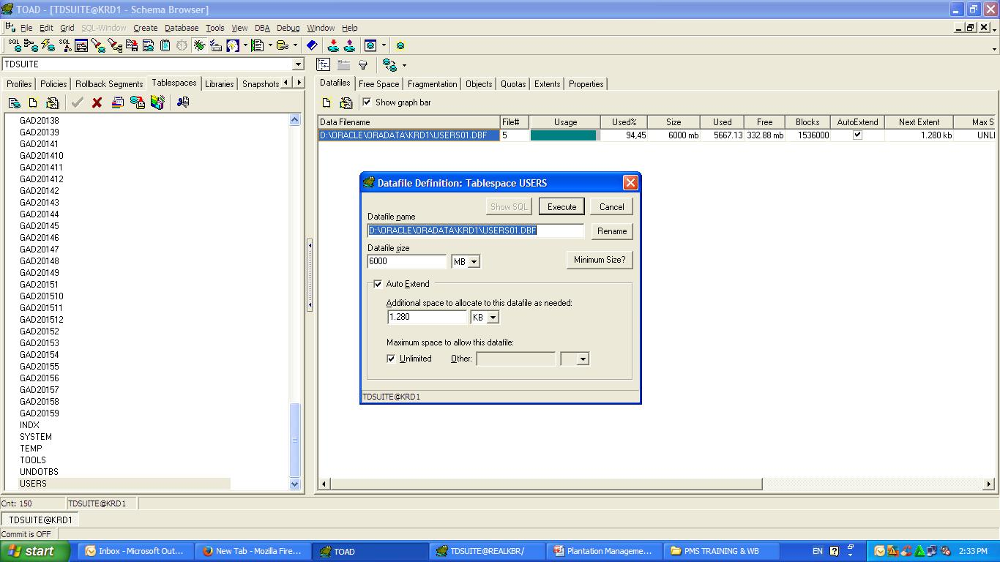 TOAD - [TDSUITE@KRD1 - Schema Browser]
File Edit Grid SQL-Window Create Database Tools View DBA Debug Window Help
TDSUITE
Profiles Policies Rollback Segments Tablespaces Libraries Snapshots
Datafiles Free Space Fragmentation Objects Quotas Extents Properties
Show graph bar
Data Filename File# Usage Used% Size Used Free Blocks AutoExtend Next Extent Max S
D:\ORACLE\ORADATA\KRD1\USERS01.DBF 5 94,45 6000 mb 5667.13 332.88 mb 1536000 1.280 kb UNLI
GAD20138
GAD20139
GAD20141
GAD201410
GAD201411
GAD201412
GAD20142
GAD20143
GAD20144
GAD20145
GAD20146
GAD20147
GAD20148
GAD20149
GAD20151
GAD201510
GAD201511
GAD201512
GAD20152
GAD20153
GAD20154
GAD20155
GAD20156
GAD20157
GAD20158
GAD20159
INDX
SYSTEM
TEMP
TOOLS
UNDOTBS
USERS
Datafile Definition: Tablespace USERS
Show SQL Execute Cancel
Datafile name
D:\ORACLE\ORADATA\KRD1\USERS01.DBF Rename
Datafile size
6000 MB Minimum Size?
Auto Extend
Additional space to allocate to this datafile as needed:
1.280 KB
Maximum space to allow this datafile:
Unlimited Other:
TDSUITE@KRD1
Cnt: 150 TDSUITE@KRD1
TDSUITE@KRD1
Commit is OFF
start Inbox - Microsoft Out... New Tab - Mozilla Fire... TOAD TDSUITE@REALKBR/ Plantation Manageme... PMS TRAINING & WB EN 2:33 PM